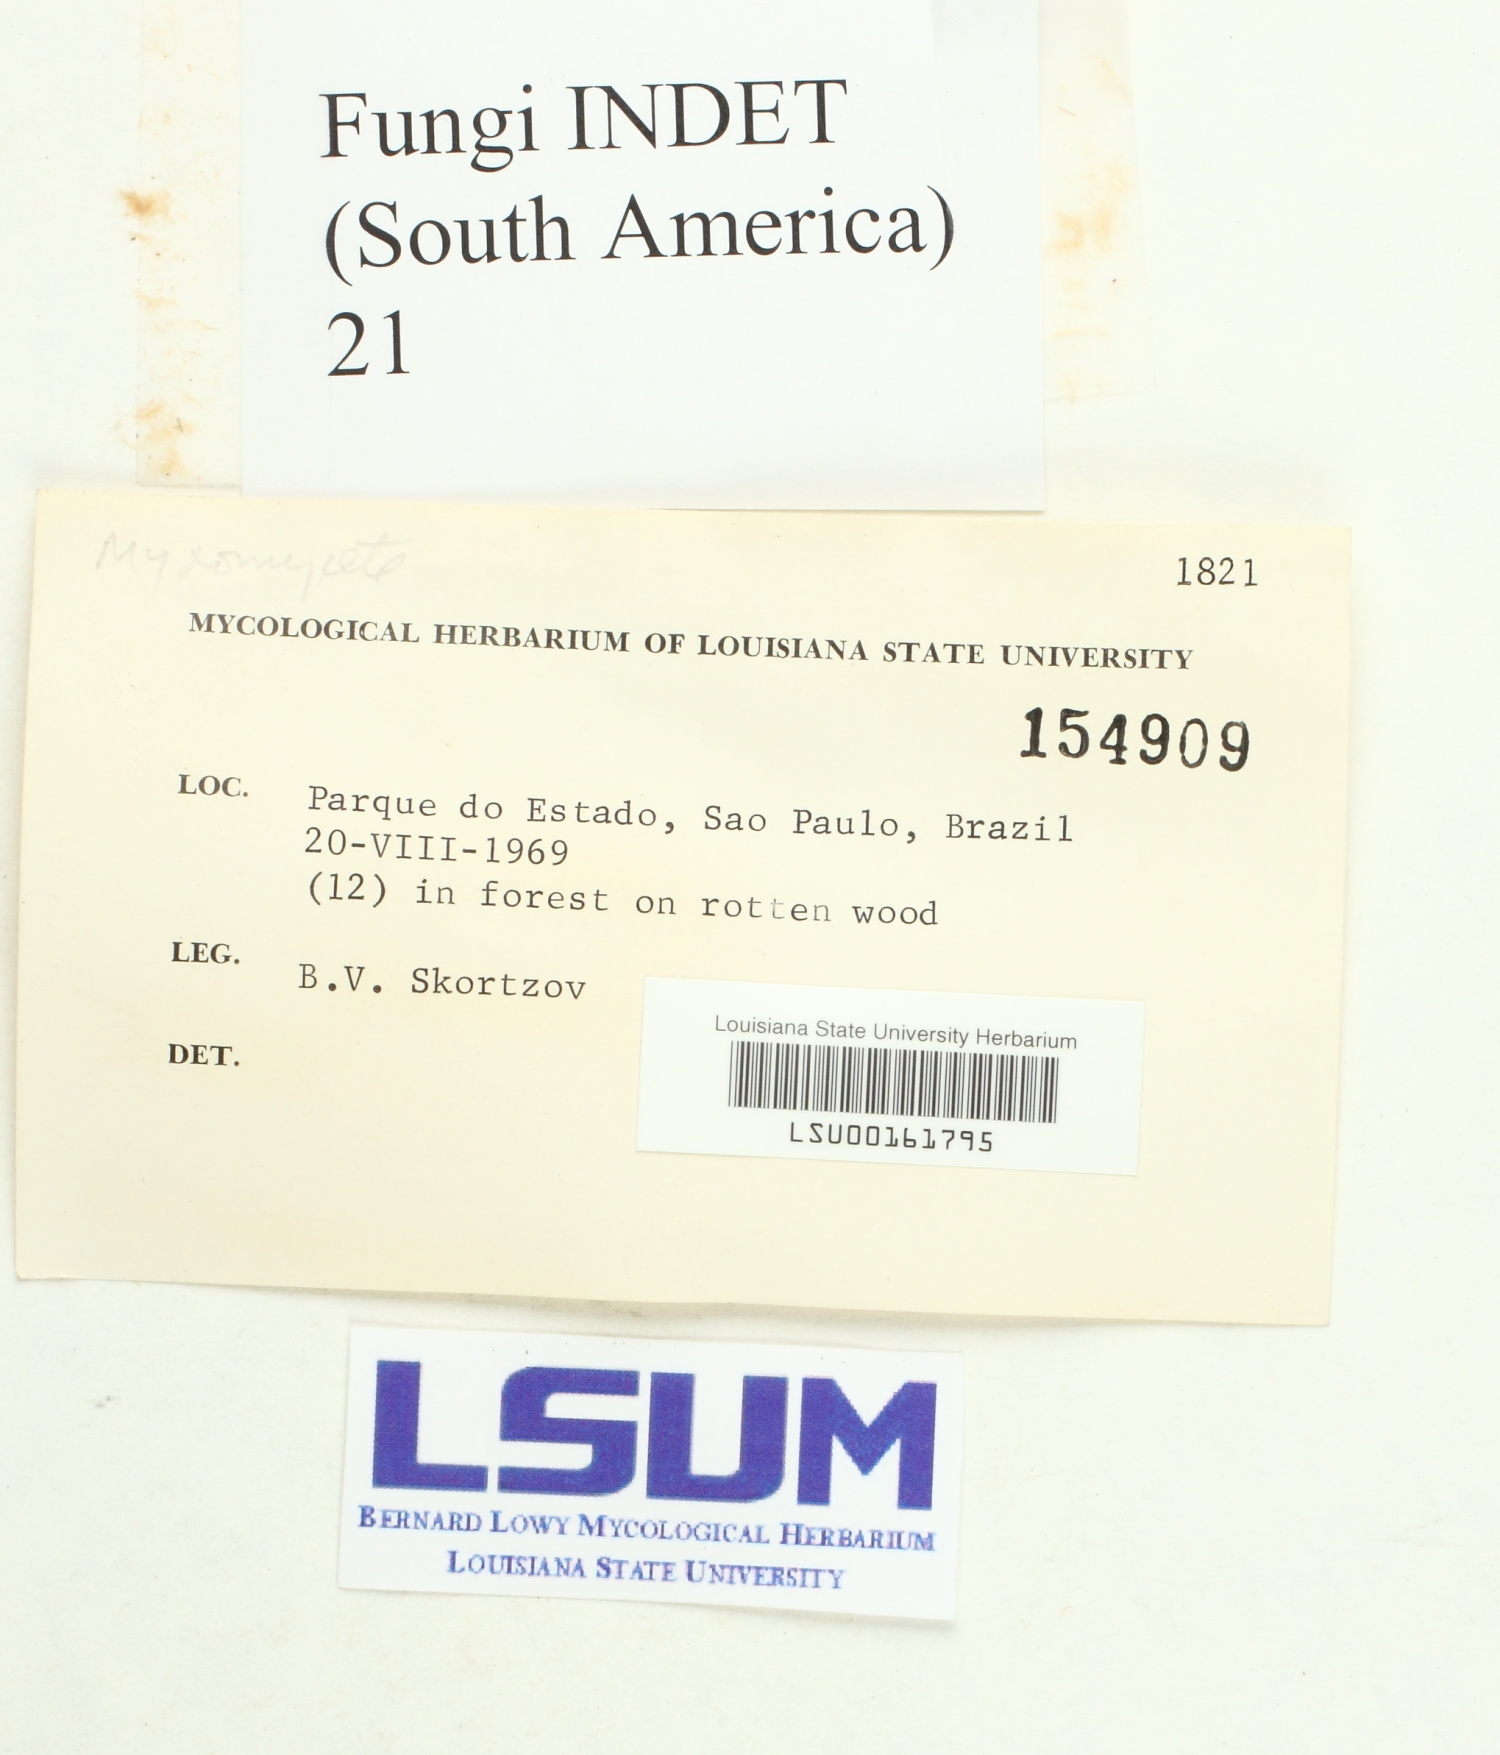 Fungi INDET
(South America)
21
Myxomycete
1821
MYCOLOGICAL HERBARIUM OF LOUISIANA STATE UNIVERSITY
154909
LOC. Parque do Estado, Sao Paulo, Brazil
20-VIII-1969
(12) in forest on rotten wood
LEG. B.V. Skortzov
DET.
Louisiana State University Herbarium
LSU00161795
LSUM
BERNARD LOWY MYCOLOGICAL HERBARIUM
LOUISIANA STATE UNIVERSITY